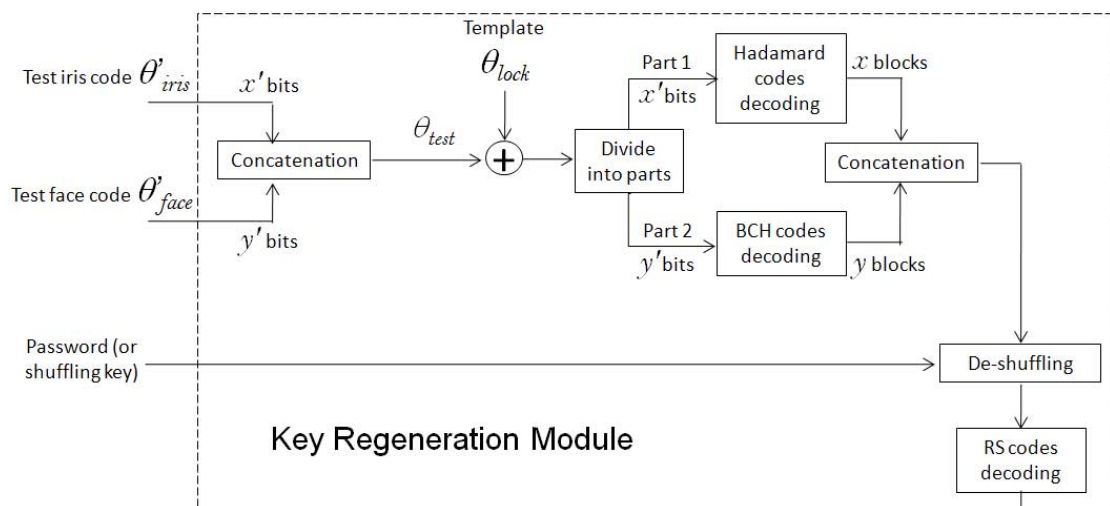 Template
θlock
Test iris code θ'iris
x' bits
Test face code θ'face
y' bits
Concatenation
θtest
+
Divide
into parts
Part 1
x' bits
Part 2
y' bits
Hadamard
codes
decoding
x blocks
BCH codes
decoding
y blocks
Concatenation
Password (or
shuffling key)
De-shuffling
RS codes
decoding
Key Regeneration Module